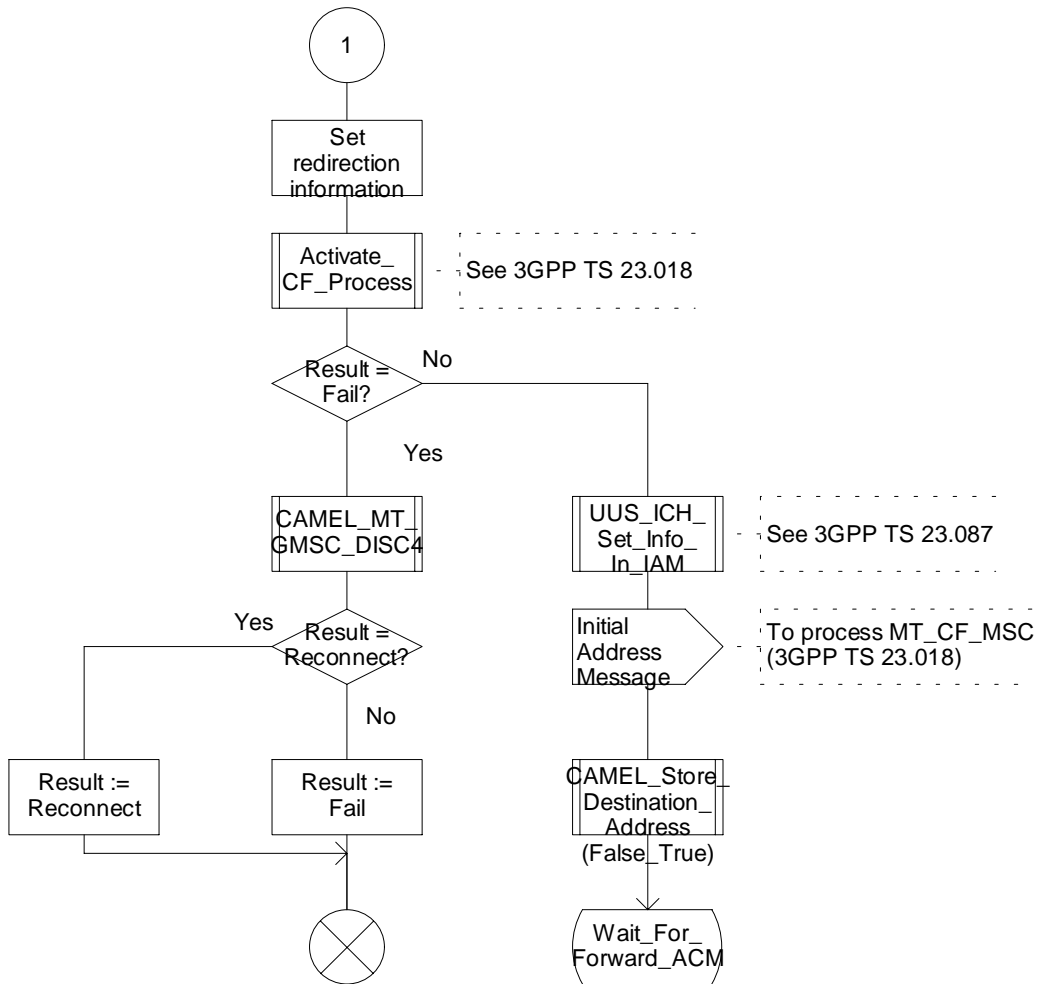 1
Set
redirection
information
Activate_
CF_Process
See 3GPP TS 23.018
Result =
Fail?
No
Yes
CAMEL_MT_
GMSC_DISC4
UUS_ICH_
Set_Info_
In_IAM
See 3GPP TS 23.087
Yes
Result =
Reconnect?
Initial
Address
Message
To process MT_CF_MSC
(3GPP TS 23.018)
No
Result :=
Reconnect
Result :=
Fail
CAMEL_Store_
Destination_
Address
(False_True)
Wait_For_
Forward_ACM